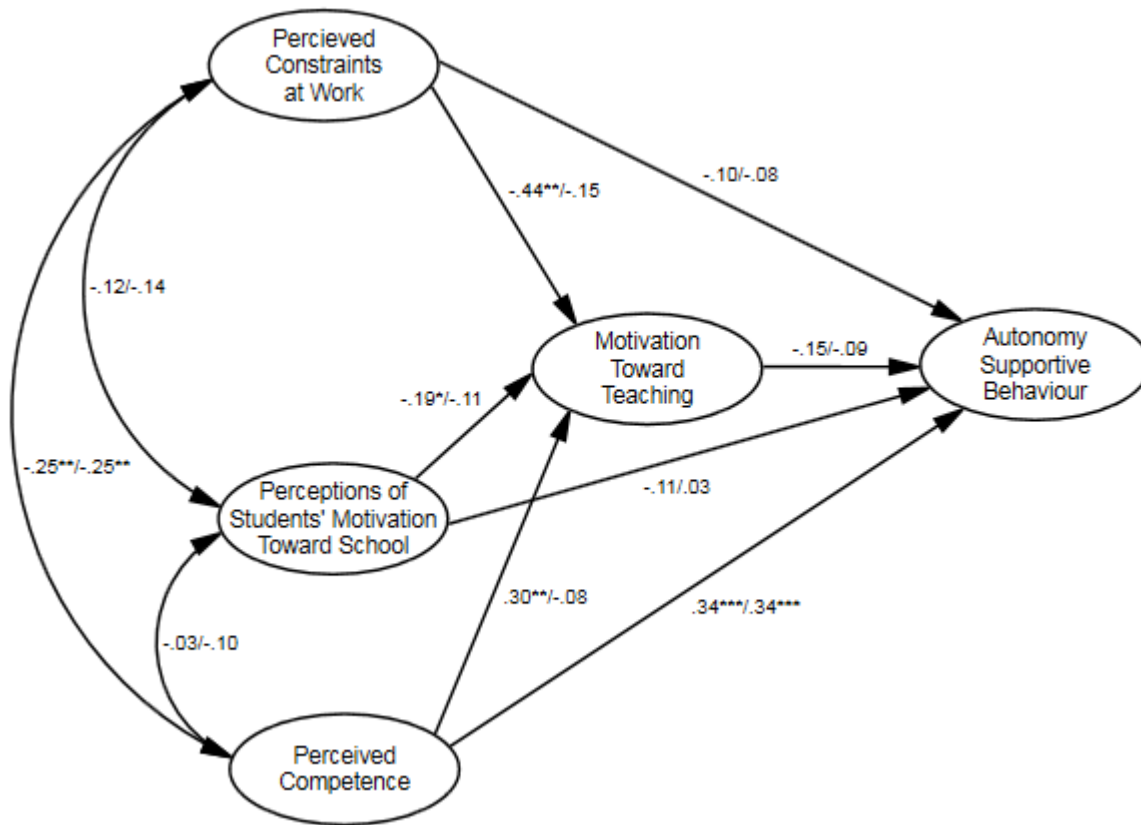 Percieved
Constraints
at Work
-.10/-.08
-.44**/-.15
-.12/-.14
Motivation
Toward
Teaching
-.15/-.09
Autonomy
Supportive
Behaviour
-.19*/-.11
-.25**/-.25**
Perceptions of
Students' Motivation
Toward School
-.11/.03
.30**/-.08
.34***/.34***
-.03/-.10
Perceived
Competence